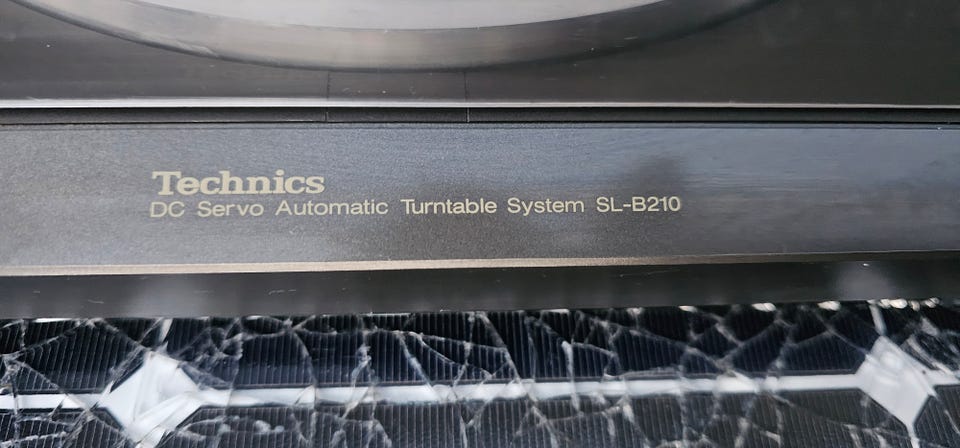 Technics
DC Servo Automatic Turntable System SL-B210